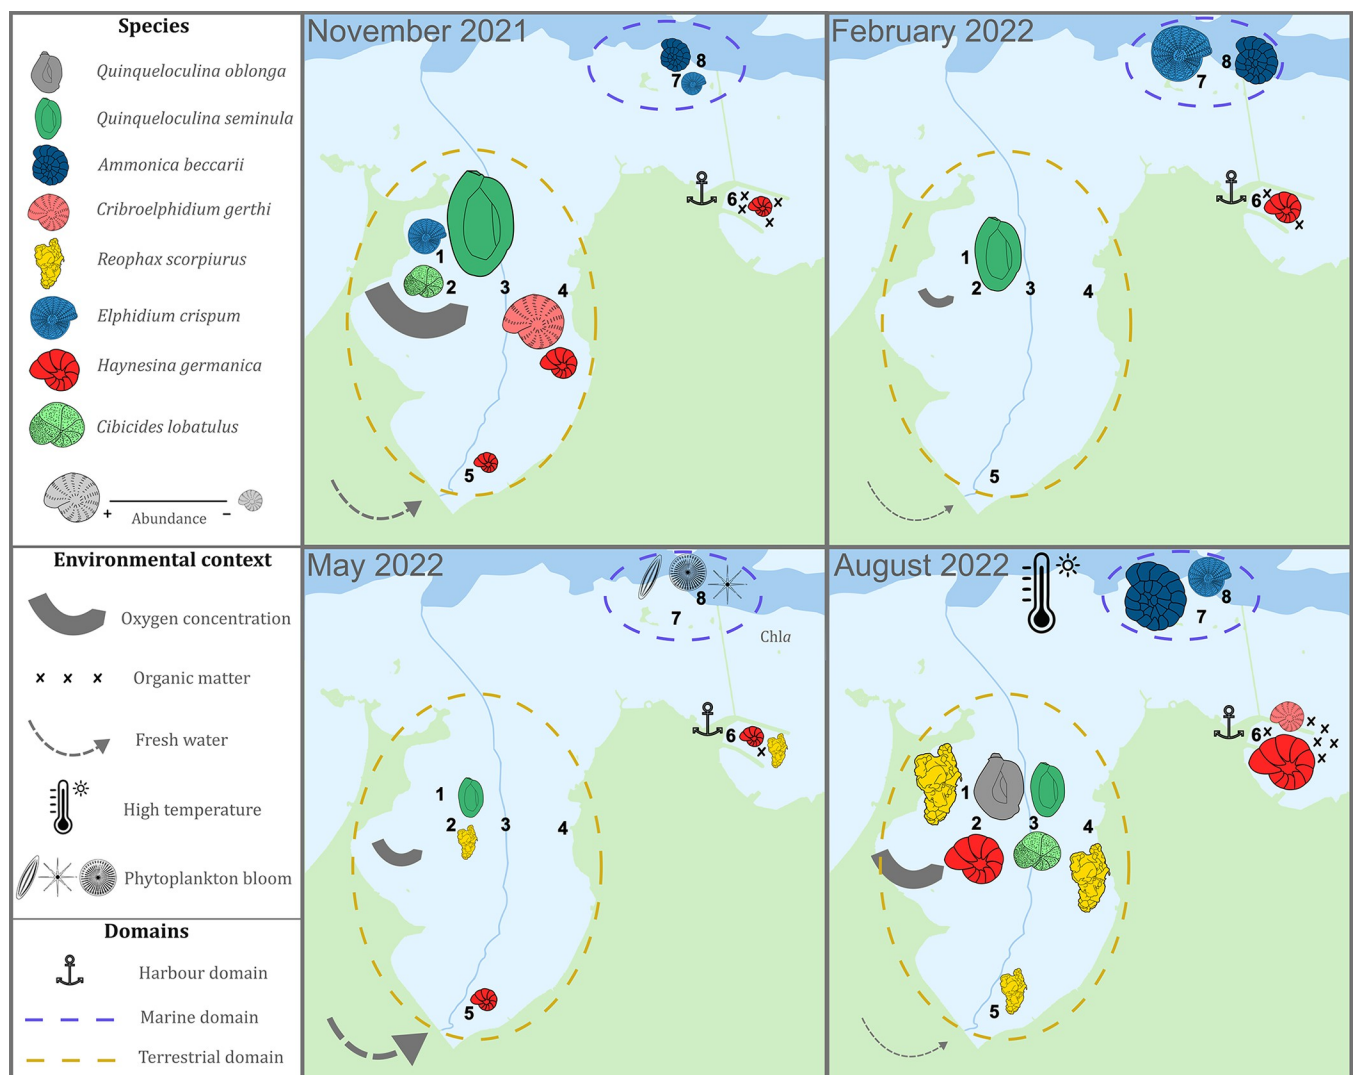 Species
Quinqueloculina oblonga
Quinqueloculina seminula
Ammonica beccarii
Cribroelphidium gerthi
Reophax scorpiurus
Elphidium crispum
Haynesina germanica
Cibicides lobatulus
+ Abundance −
Environmental context
Oxygen concentration
Organic matter
Fresh water
High temperature
Phytoplankton bloom
Domains
Harbour domain
Marine domain
Terrestrial domain
November 2021
8
7
6
1
2 3 4
5
February 2022
8
7
6
1
2 3 4
5
May 2022
8
7
Chla
6
1
2 3 4
5
August 2022
8
7
6
1
2 3 4
5